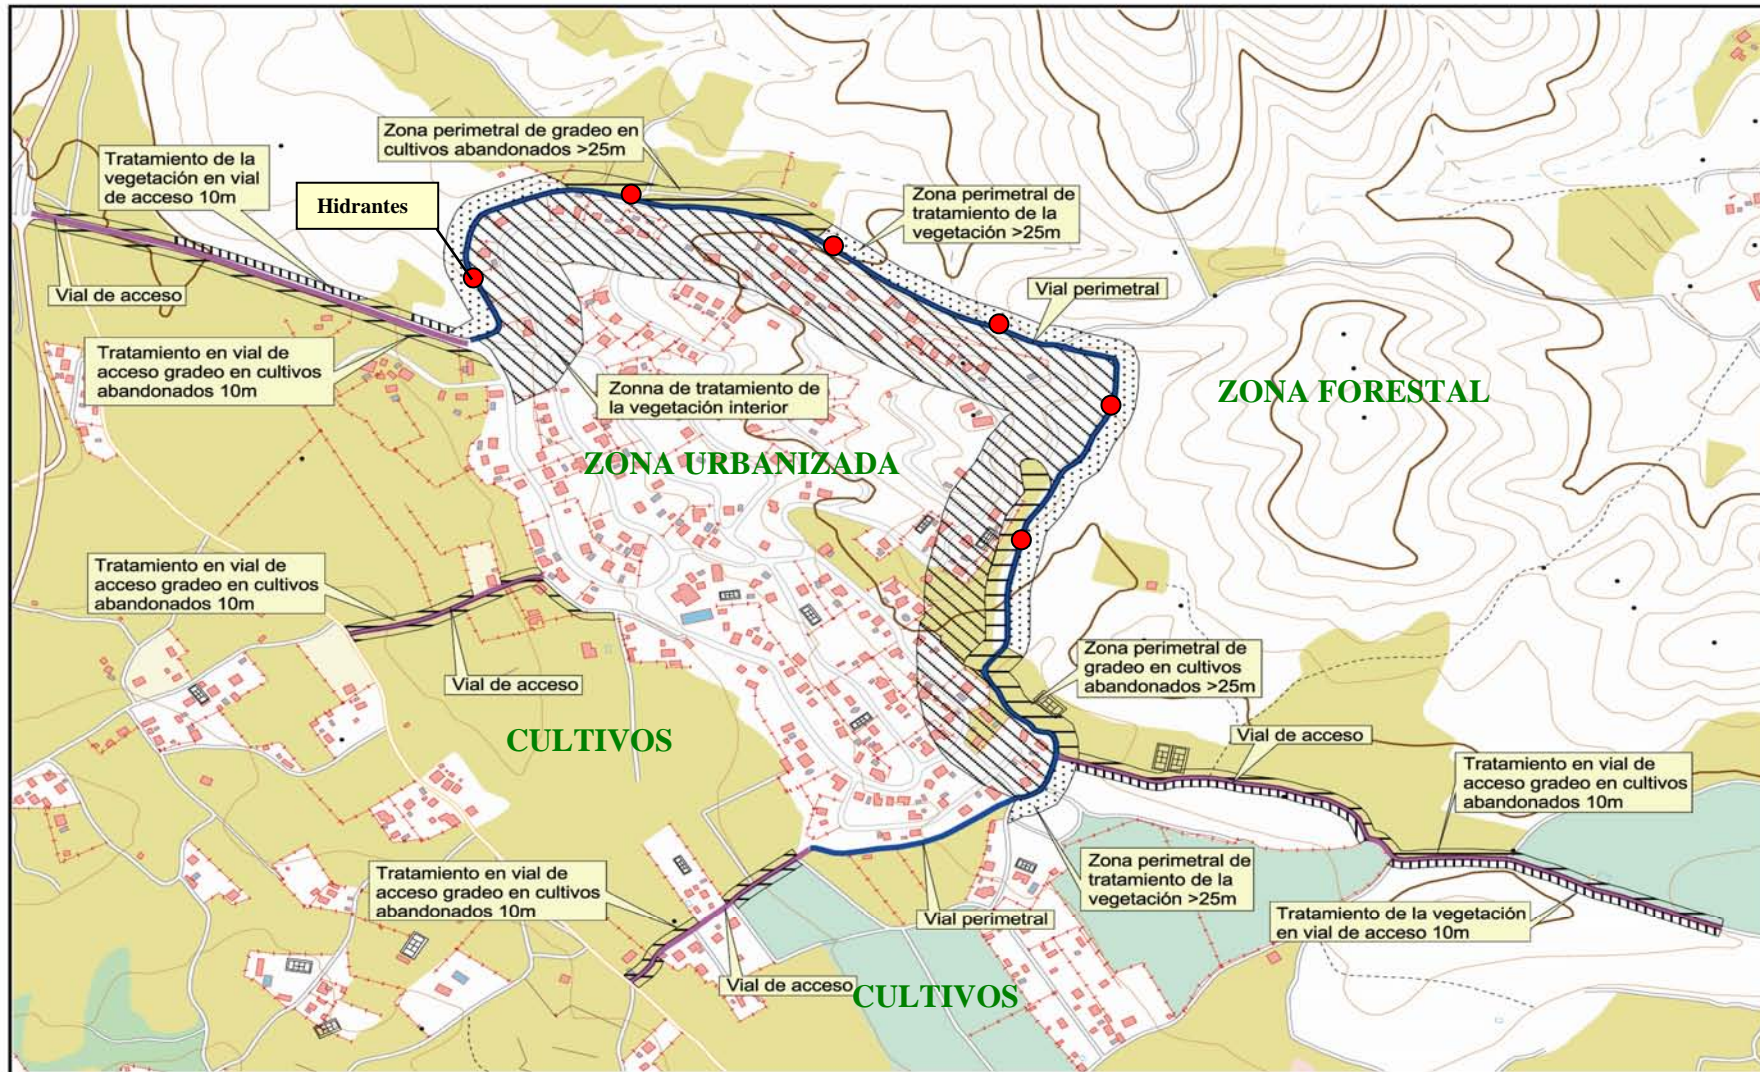 Zona perimetral de gradeo en
cultivos abandonados >25m
Tratamiento de la
vegetación en vial
de acceso 10m
Hidrantes
Zona perimetral de
tratamiento de la
vegetación >25m
Vial de acceso
Vial perimetral
Tratamiento en vial de
acceso gradeo en cultivos
abandonados 10m
Zonna de tratamiento de
la vegetación interior
ZONA FORESTAL
ZONA URBANIZADA
Tratamiento en vial de
acceso gradeo en cultivos
abandonados 10m
Vial de acceso
Zona perimetral de
gradeo en cultivos
abandonados >25m
CULTIVOS
Vial de acceso
Tratamiento en vial de
acceso gradeo en cultivos
abandonados 10m
Tratamiento en vial de
acceso gradeo en cultivos
abandonados 10m
Zona perimetral de
tratamiento de la
vegetación >25m
Vial perimetral
Tratamiento de la vegetación
en vial de acceso 10m
Vial de acceso
CULTIVOS